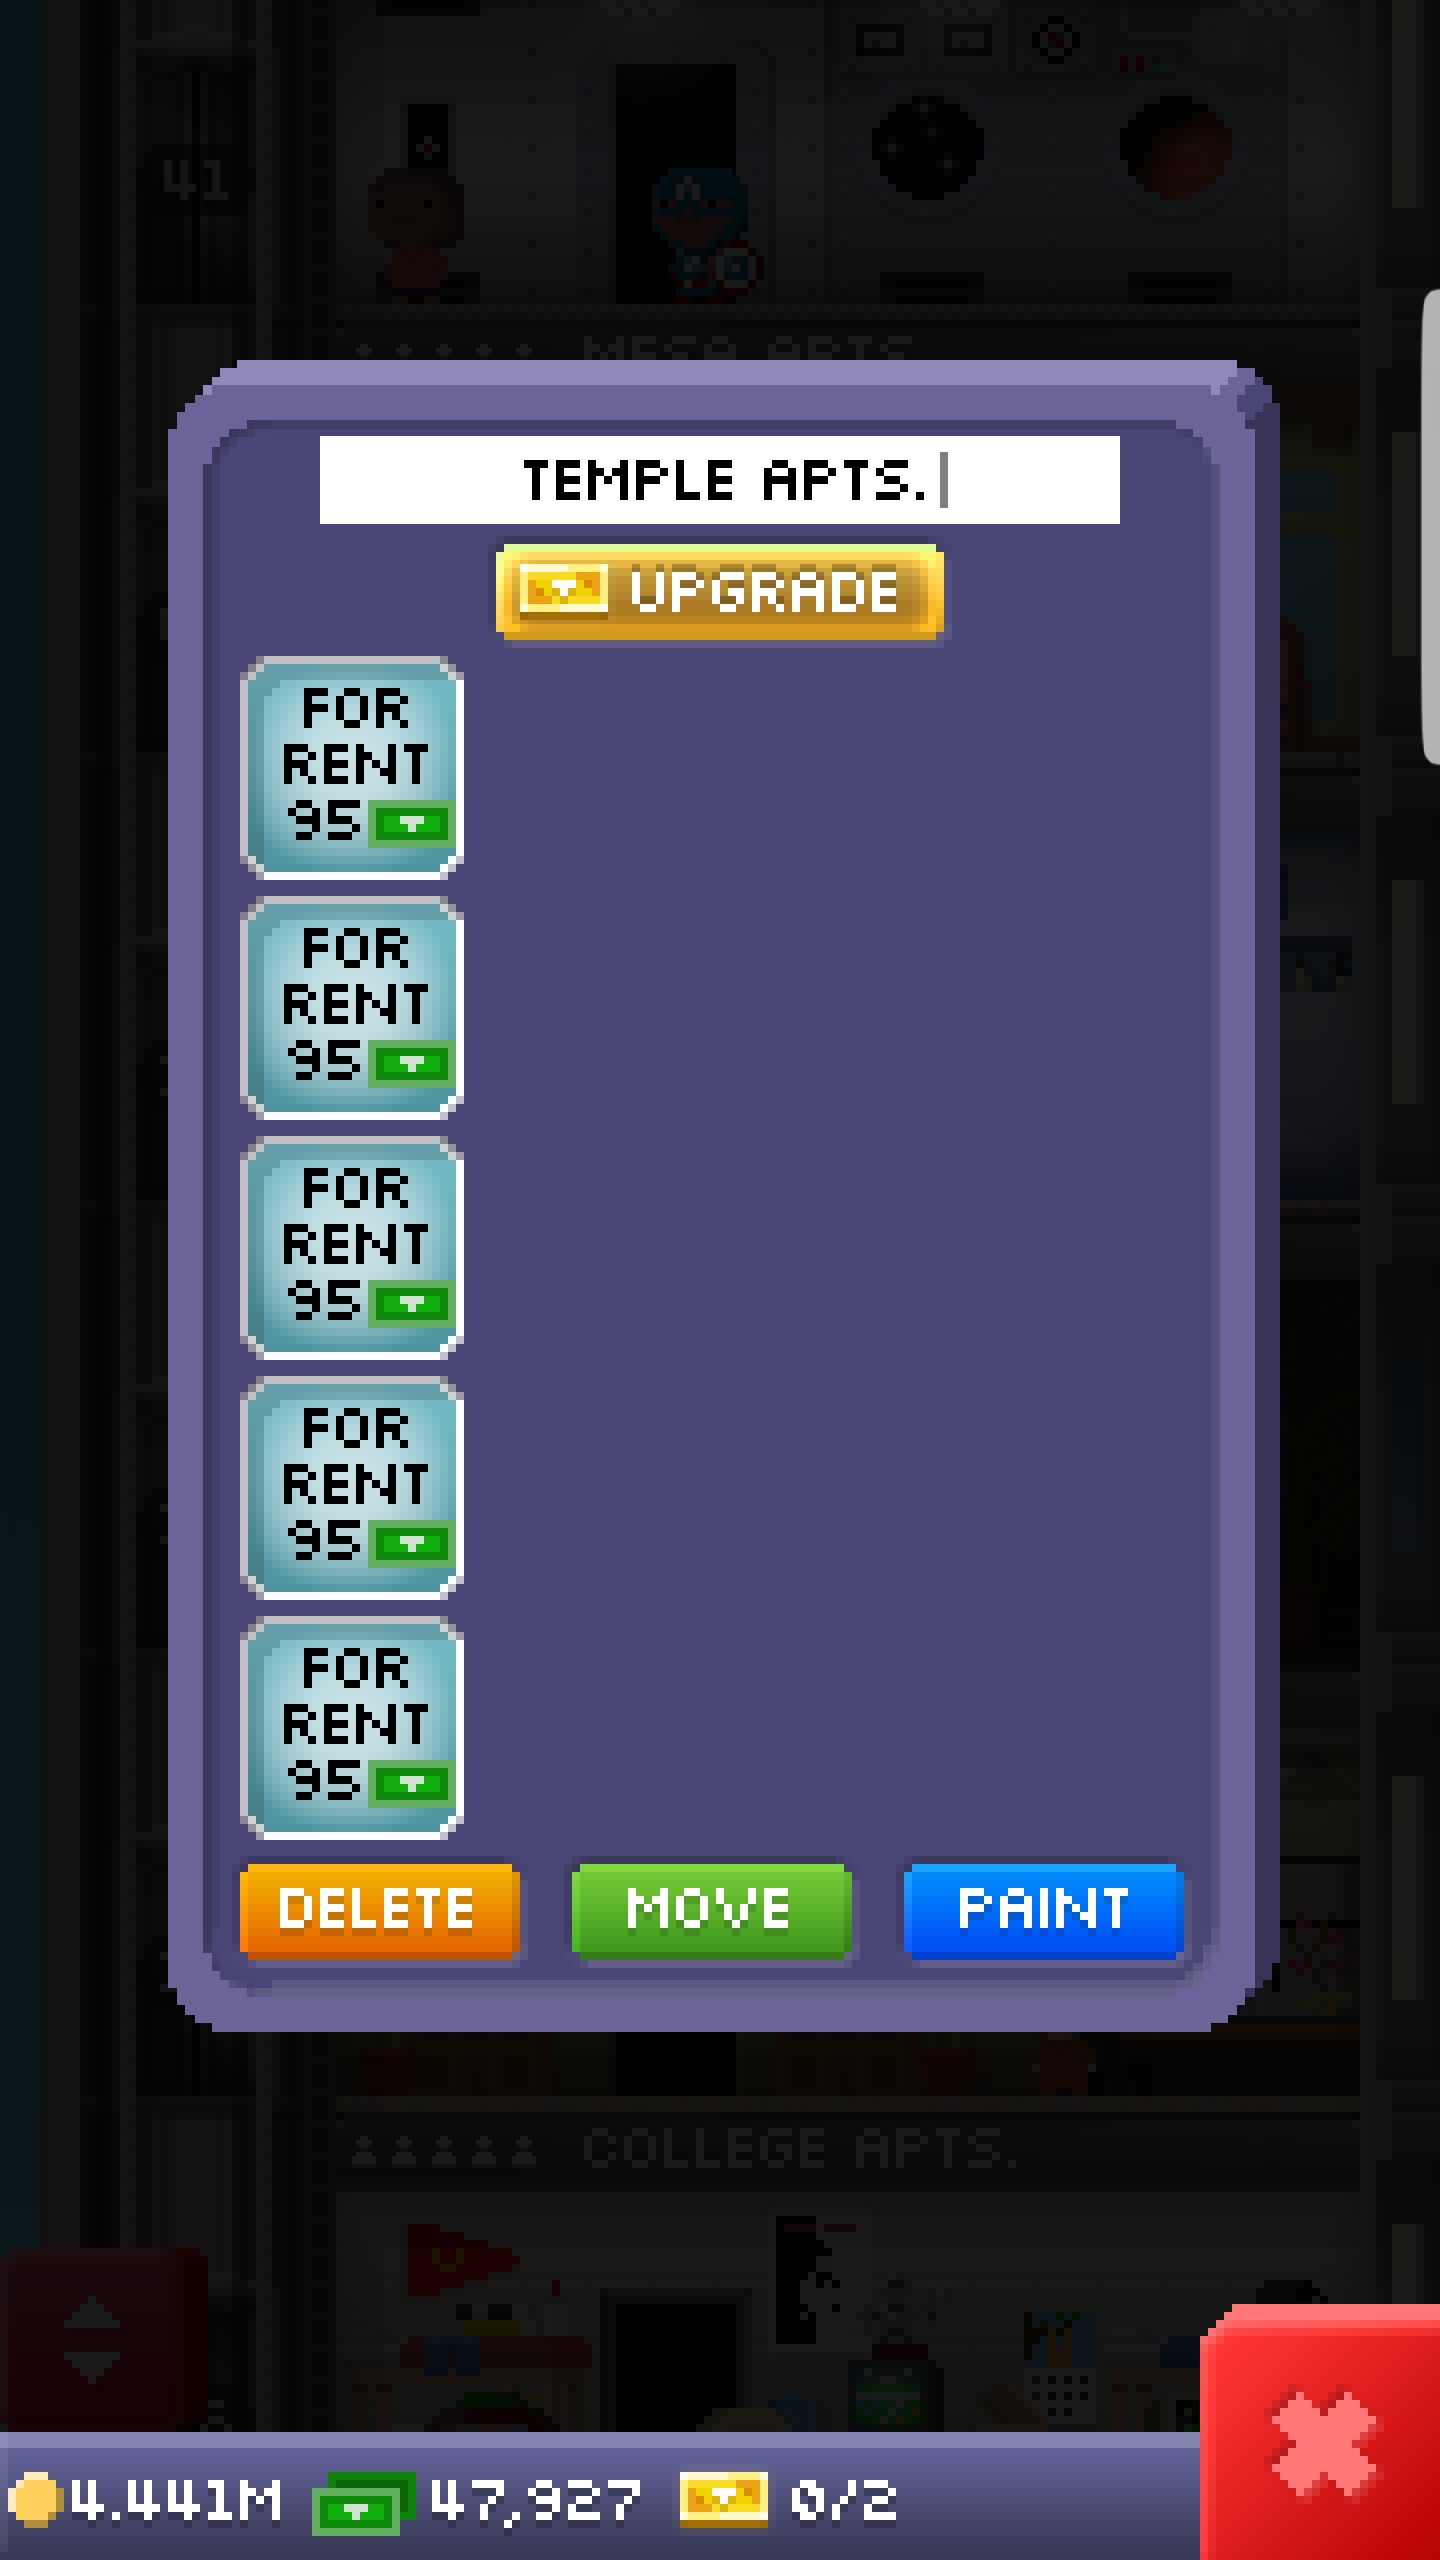 41
MESA APTS.
TEMPLE APTS.
UPGRADE
FOR
RENT
95
FOR
RENT
95
FOR
RENT
95
FOR
RENT
95
FOR
RENT
95
DELETE
MOVE
PAINT
COLLEGE APTS.
4.441M
47,927
0/2